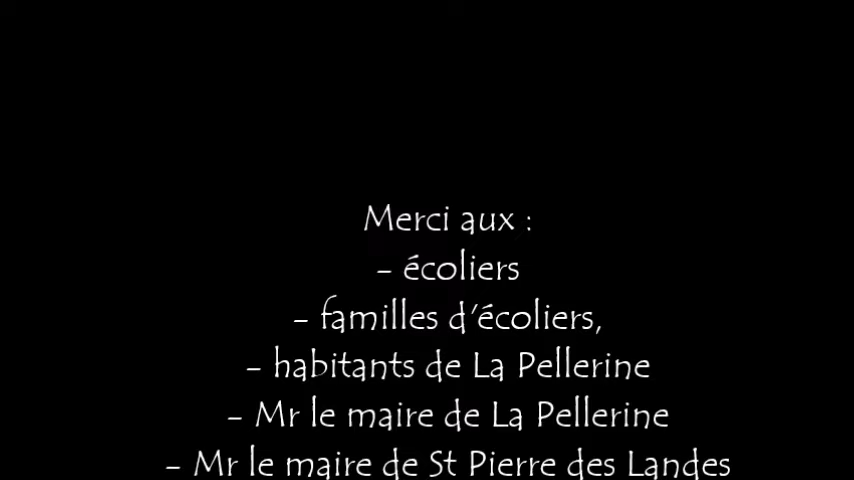 Merci aux :
- écoliers
- familles d'écoliers,
- habitants de La Pellerine
- Mr le maire de La Pellerine
- Mr le maire de St Pierre des Landes